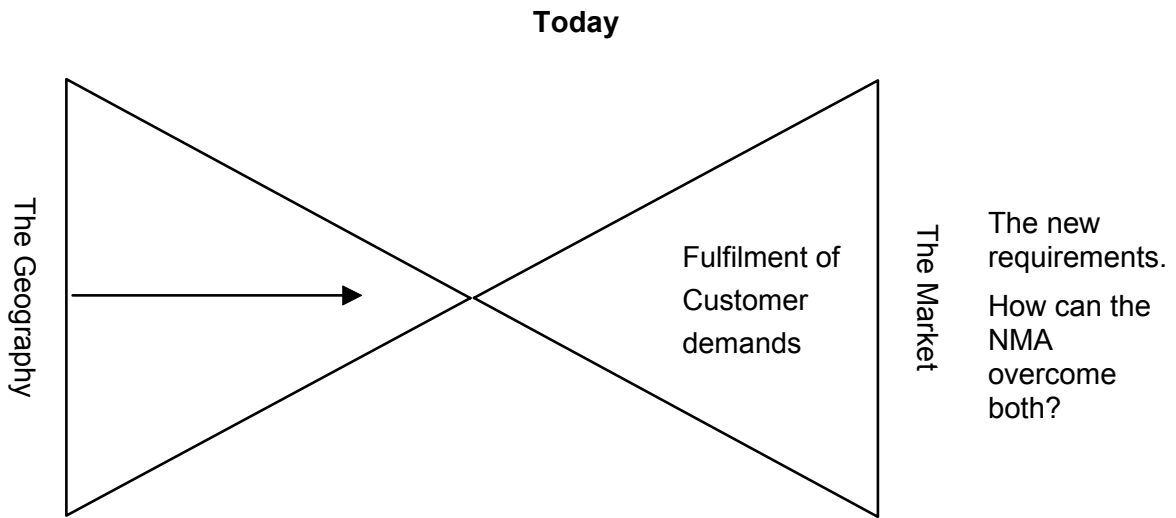 Today
The Geography
Fulfilment of
Customer
demands
The Market
The new
requirements.
How can the
NMA
overcome
both?